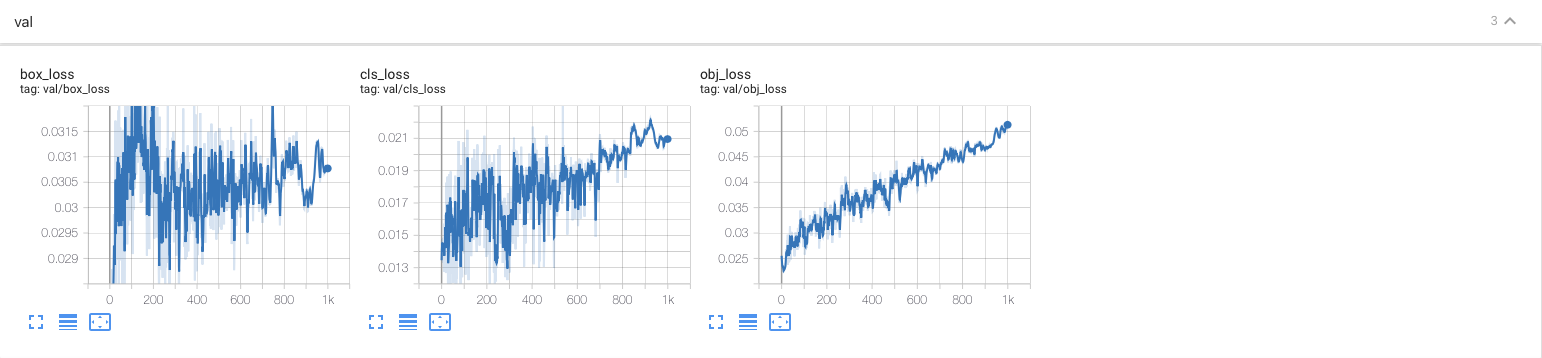 val
3
box_loss
tag: val/box_loss
0.0315
0.031
0.0305
0.03
0.0295
0.029
0 200 400 600 800 1k
cls_loss
tag: val/cls_loss
0.021
0.019
0.017
0.015
0.013
0 200 400 600 800 1k
obj_loss
tag: val/obj_loss
0.05
0.045
0.04
0.035
0.03
0.025
0 200 400 600 800 1k